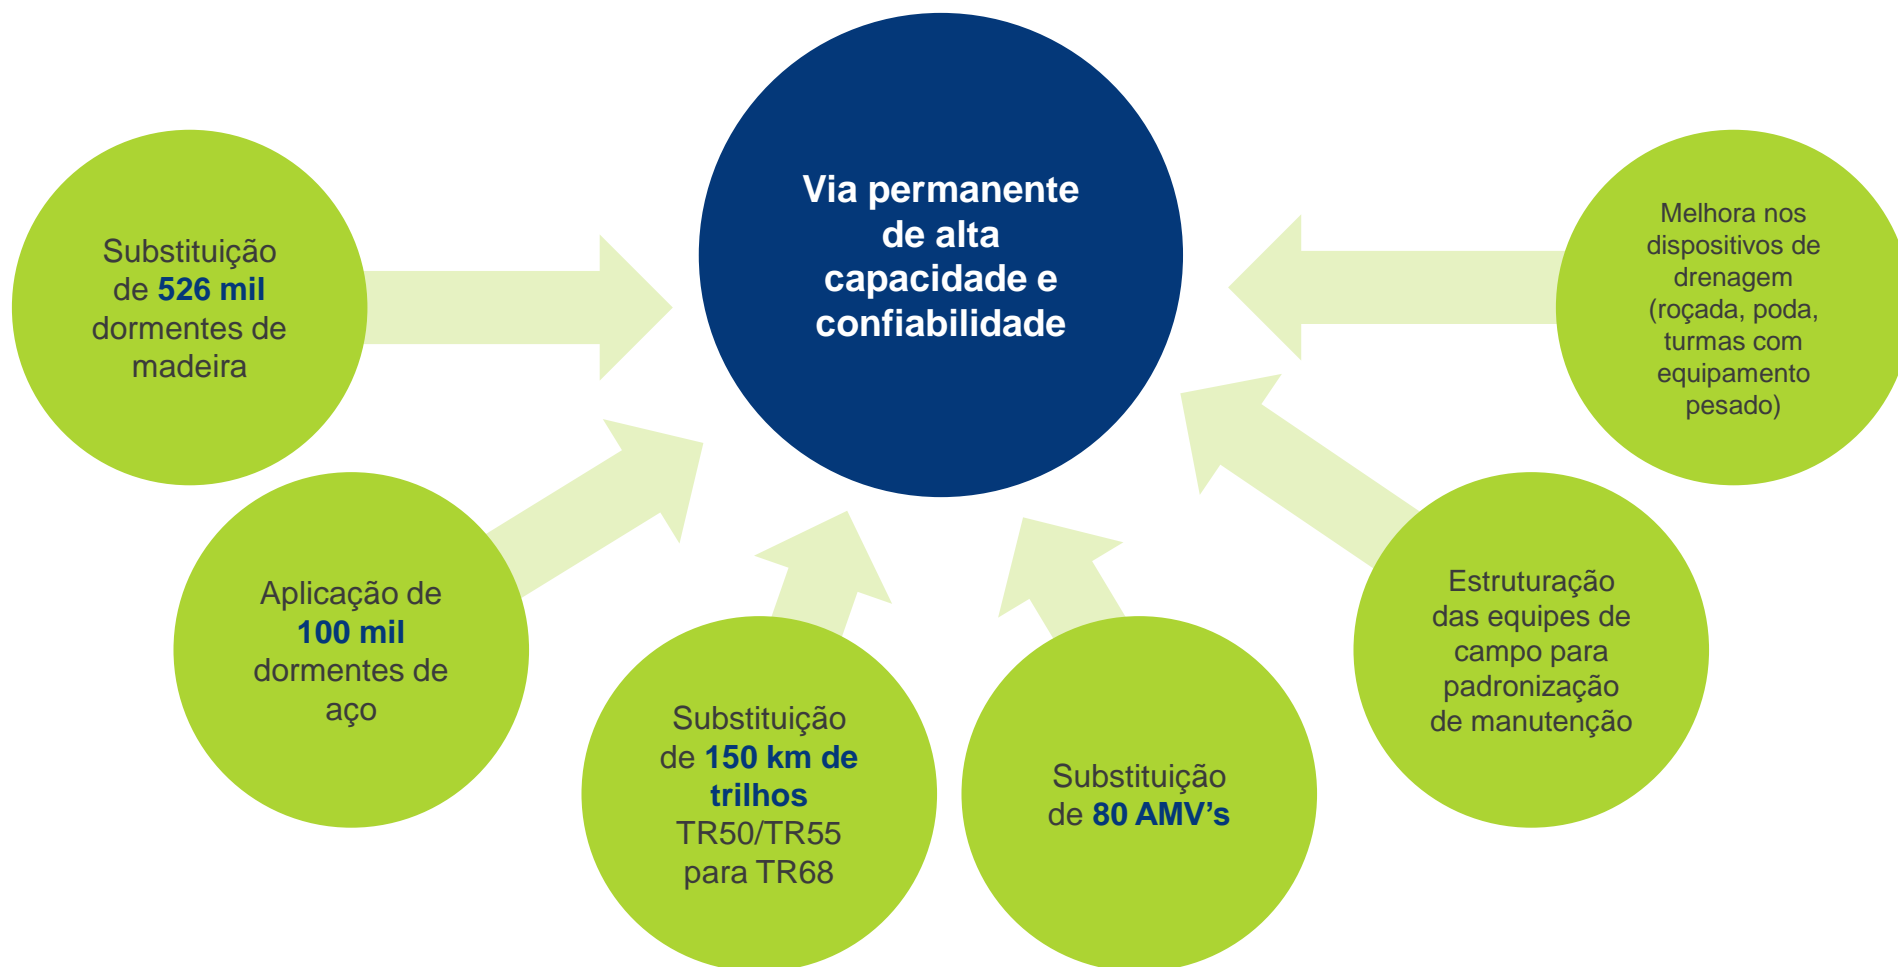 Via permanente
de alta
capacidade e
confiabilidade
Substituição
de 526 mil
dormentes de
madeira
Aplicação de
100 mil
dormentes de
aço
Substituição
de 150 km de
trilhos
TR50/TR55
para TR68
Substituição
de 80 AMV’s
Estruturação
das equipes de
campo para
padronização
de manutenção
Melhora nos
dispositivos de
drenagem
(roçada, poda,
turmas com
equipamento
pesado)